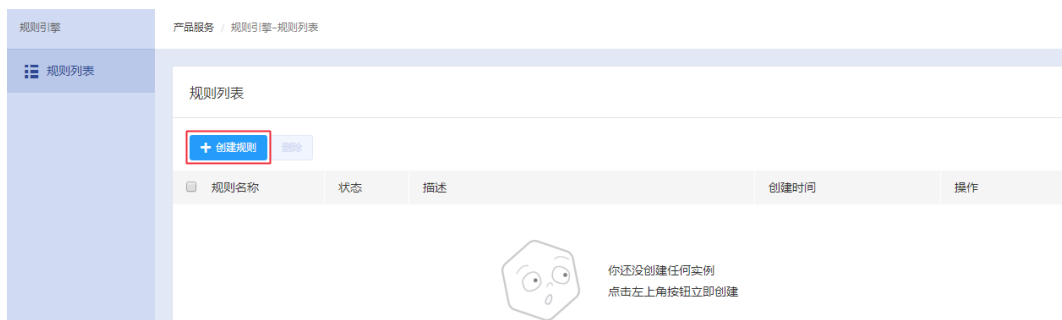 规则引擎
产品服务 / 规则引擎-规则列表
规则列表
规则列表
+ 创建规则 删除
规则名称 状态 描述 创建时间 操作
你还没创建任何实例
点击左上角按钮立即创建